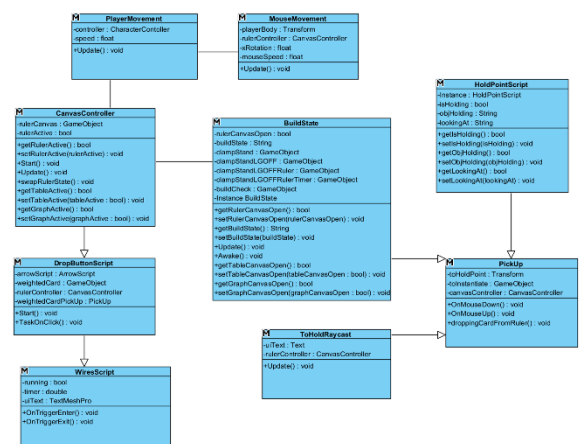 PlayerMovement
-controller : CharacterContoller
-speed : float
+Update() : void
MouseMovement
-playerBody : Transform
-rulerController : CanvasController
-xRotation : float
-mouseSpeed : float
+Update() : void
CanvasController
-rulerCanvas : GameObject
-rulerActive : bool
+getRulerActive() : bool
+setRulerActive(rulerActive) : void
+Start() : void
+Update() : void
+swapRulerState() : void
+getTableActive() : bool
+setTableActive(tableActive : bool) : void
+getGraphActive() : bool
+setGraphActive(graphActive : bool) : void
BuildState
-rulerCanvasOpen : bool
-buildState : String
-clampStand : GameObject
-clampStandLGOFF : GameObject
-clampStandLGOFFRuler : GameObject
-clampStandLGOFFRulerTimer : GameObject
-buildCheck : GameObject
-Instance BuildState
+getRulerCanvasOpen() : bool
+setRulerCanvasOpen(rulerCanvasOpen) : void
+getBuildState() : String
+setBuildState(buildState) : void
+Update() : void
+Awake() : void
+getTableCanvasOpen() : bool
+setTableCanvasOpen(tableCanvasOpen : bool) : void
+getGraphCanvasOpen() : bool
+setGraphCanvasOpen(graphCanvasOpen : bool) : void
HoldPointScript
-Instance : HoldPointScript
-isHolding : bool
-objHolding : String
-lookingAt : String
+getIsHolding() : bool
+setIsHolding(isHolding) : void
+getObjHolding() : bool
+setObjHolding(objHolding) : void
+getLookingAt() : bool
+setLookingAt(lookingAt) : void
DropButtonScript
-arrowScript : ArrowScript
-weightedCard : GameObject
-rulerController : CanvasController
-weightedCardPickUp : PickUp
+Start() : void
+TaskOnClick() : void
PickUp
-toHoldPoint : Transform
-toInstantiate : GameObject
-canvasController : CanvasController
+OnMouseDown() : void
+OnMouseUp() : void
+droppingCardFromRuler() : void
ToHoldRaycast
-uiText : Text
-rulerController : CanvasController
+Update() : void
WiresScript
-running : bool
-timer : double
-uiText : TextMeshPro
+OnTriggerEnter() : void
+OnTriggerExit() : void